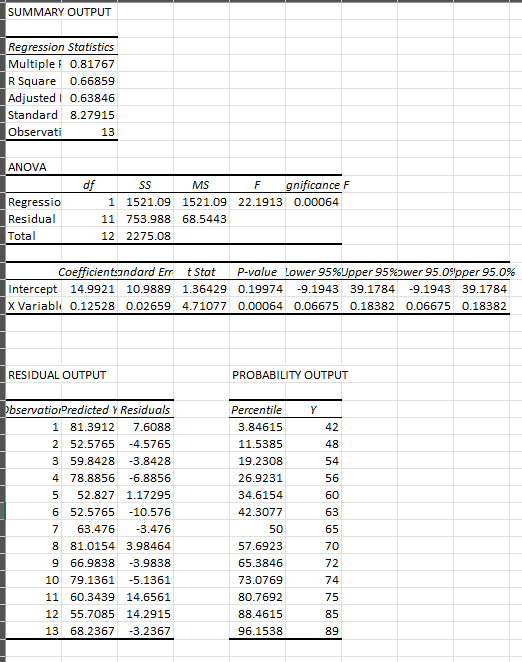 SUMMARY OUTPUT
Regression Statistics
Multiple R 0.81767
R Square 0.66859
Adjusted 0.63846
Standard 8.27915
Observati 13
ANOVA
df SS MS F gnificance F
Regressio 1 1521.09 1521.09 22.1913 0.00064
Residual 11 753.988 68.5443
Total 12 2275.08
Coefficients andard Err t Stat P-value Lower 95% Upper 95% ower 95.0% pper 95.0%
Intercept 14.9921 10.9889 1.36429 0.19974 -9.1943 39.1784 -9.1943 39.1784
X Variabl 0.12528 0.02659 4.71077 0.00064 0.06675 0.18382 0.06675 0.18382
RESIDUAL OUTPUT PROBABILITY OUTPUT
Observation Predicted Y Residuals Percentile Y
1 81.3912 7.6088 3.84615 42
2 52.5765 -4.5765 11.5385 48
3 59.8428 -3.8428 19.2308 54
4 78.8856 -6.8856 26.9231 56
5 52.827 1.17295 34.6154 60
6 52.5765 -10.576 42.3077 63
7 63.476 -3.476 50 65
8 81.0154 3.98464 57.6923 70
9 66.9838 -3.9838 65.3846 72
10 79.1361 -5.1361 73.0769 74
11 60.3439 14.6561 80.7692 75
12 55.7085 14.2915 88.4615 85
13 68.2367 -3.2367 96.1538 89